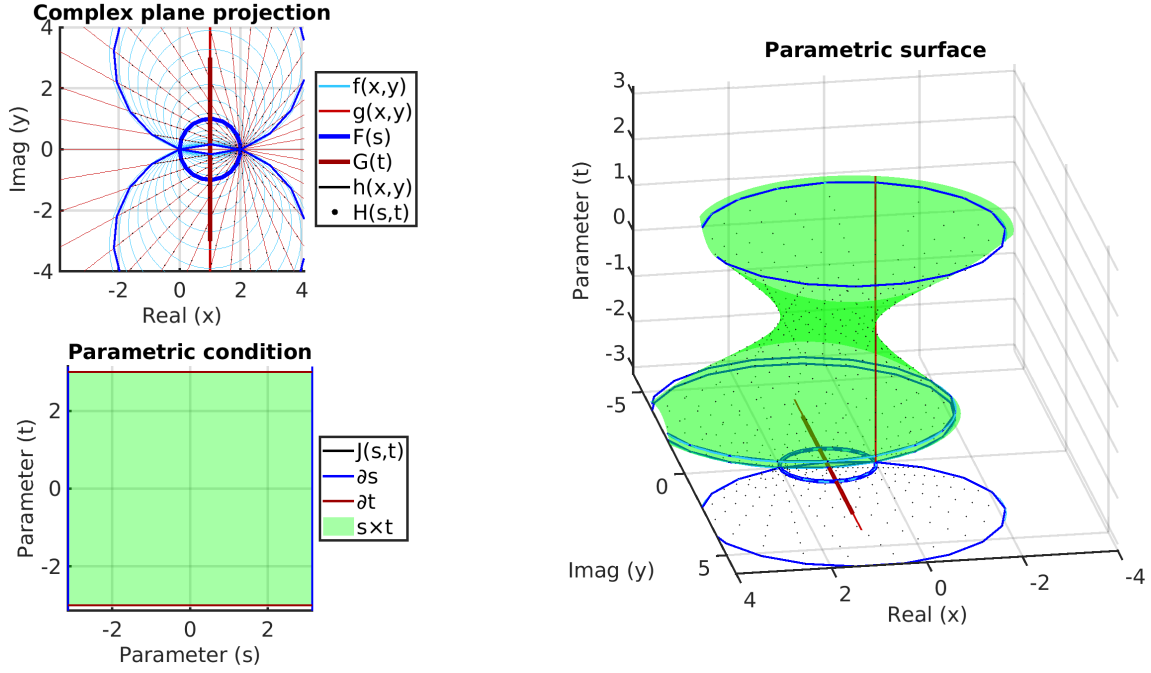 Complex plane projection
4
2
0
-2
-4
Imag (y)
-2 0 2 4
Real (x)
f(x,y)
g(x,y)
F(s)
G(t)
h(x,y)
H(s,t)
Parametric condition
2
0
-2
Parameter (t)
-2 0 2
Parameter (s)
J(s,t)
∂s
∂t
s×t
Parametric surface
3
2
1
0
-1
-2
-3
Parameter (t)
-5
0
5
Imag (y)
4 2 0 -2 -4
Real (x)